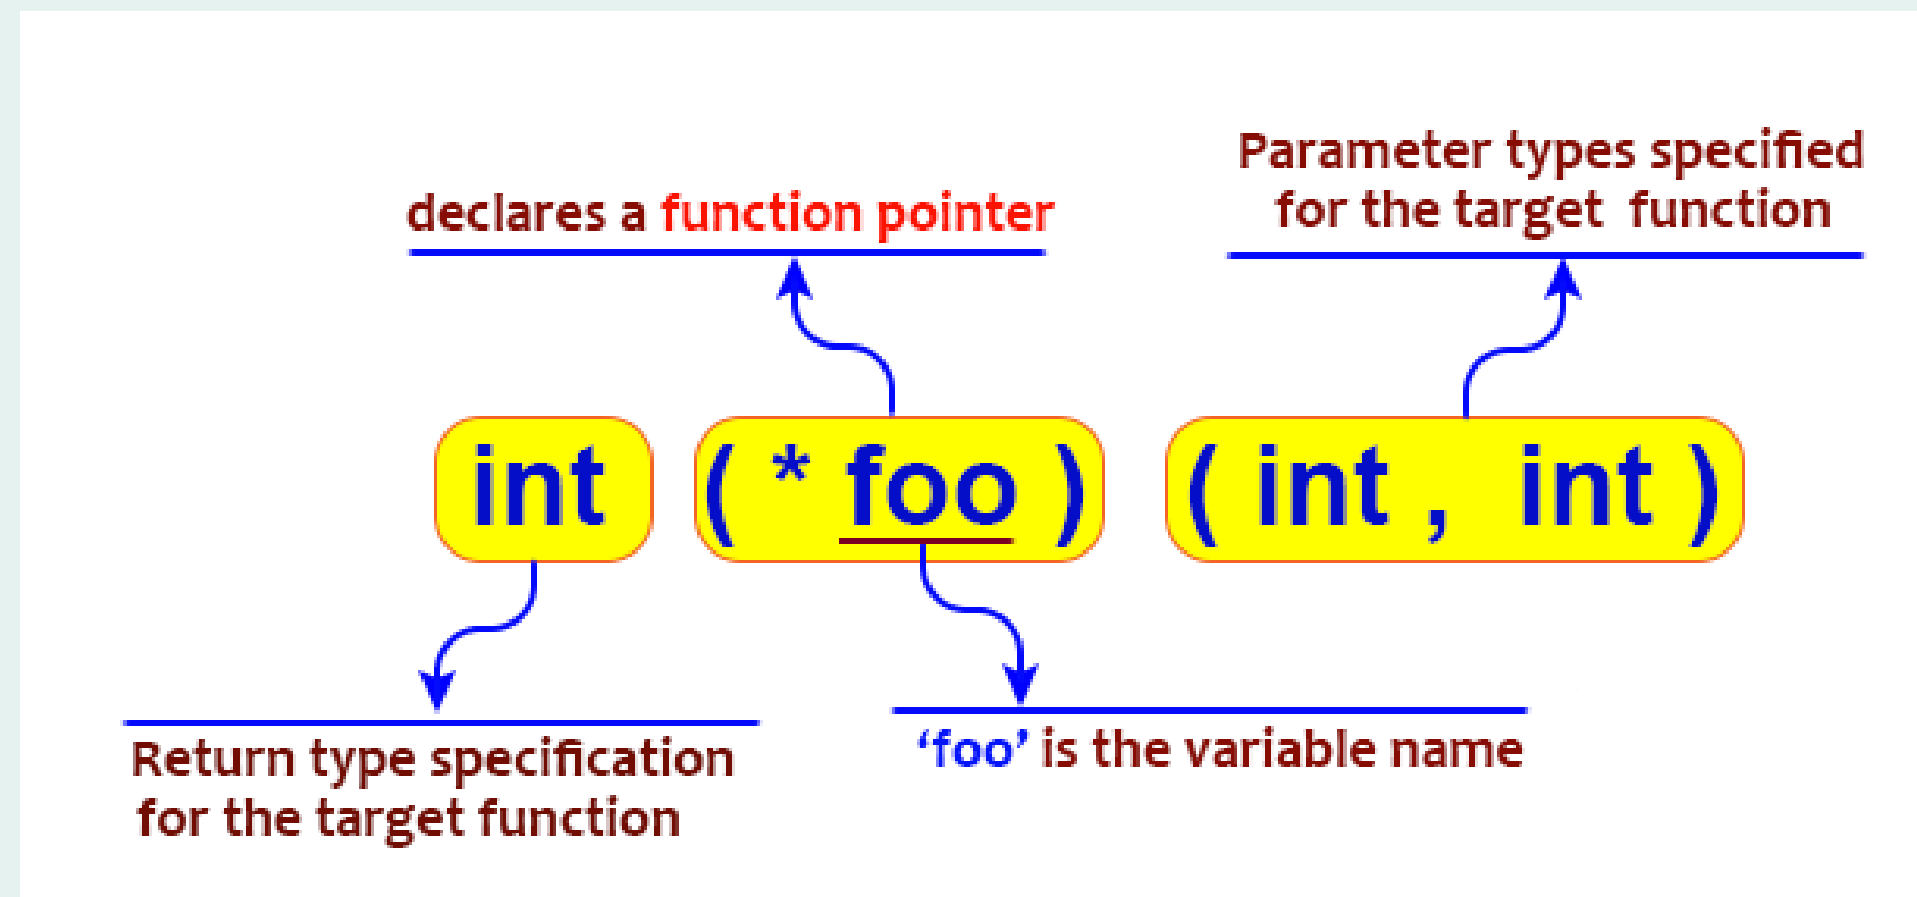 declares a function pointer
Parameter types specified
for the target function
int ( * foo ) ( int , int )
Return type specification
for the target function
‘foo’ is the variable name